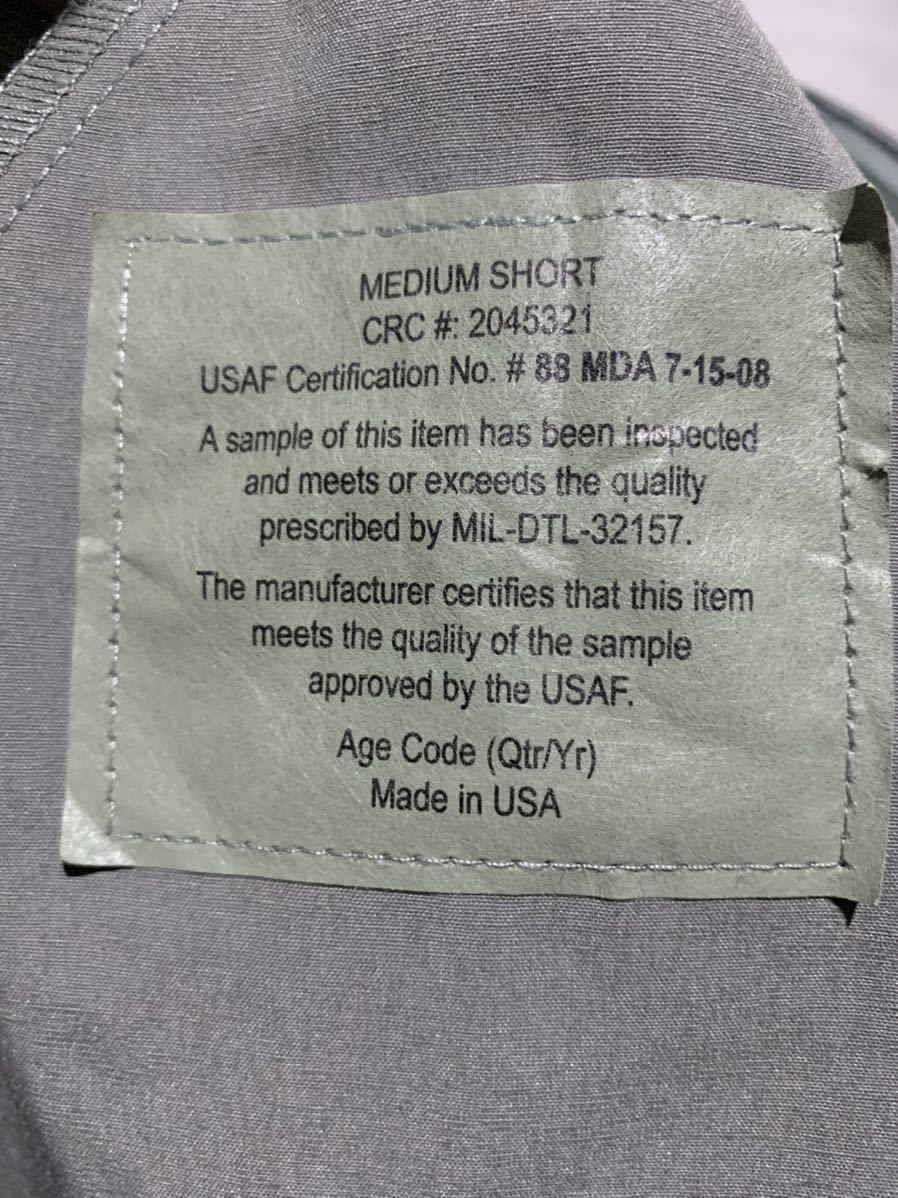 MEDIUM SHORT
CRC #: 2045321
USAF Certification No. # 88 MDA 7-15-08
A sample of this item has been inspected
and meets or exceeds the quality
prescribed by MIL-DTL-32157.
The manufacturer certifies that this item
meets the quality of the sample
approved by the USAF.
Age Code (Qtr/Yr)
Made in USA